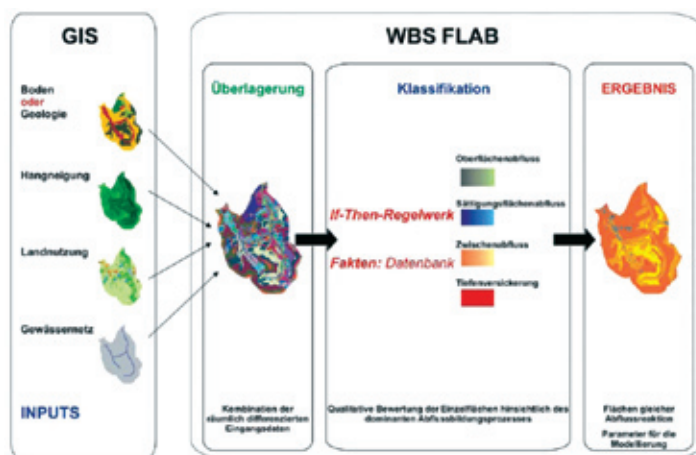 GIS
Boden
oder
Geologie
Hangneigung
Landnutzung
Gewässernetz
INPUTS
WBS FLAB
Überlagerung
Kombination der
räumlich differenzierten
Eingangsdaten
Klassifikation
Oberflächenabfluss
If-Then-Regelwerk
Sättigungsflächenabfluss
Fakten: Datenbank
Zwischenabfluss
Tiefenversickerung
Qualitative Bewertung der Einzelflächen hinsichtlich des
dominanten Abflussbildungsprozesses
ERGEBNIS
Flächen gleicher
Abflussreaktion
Parameter für die
Modellierung